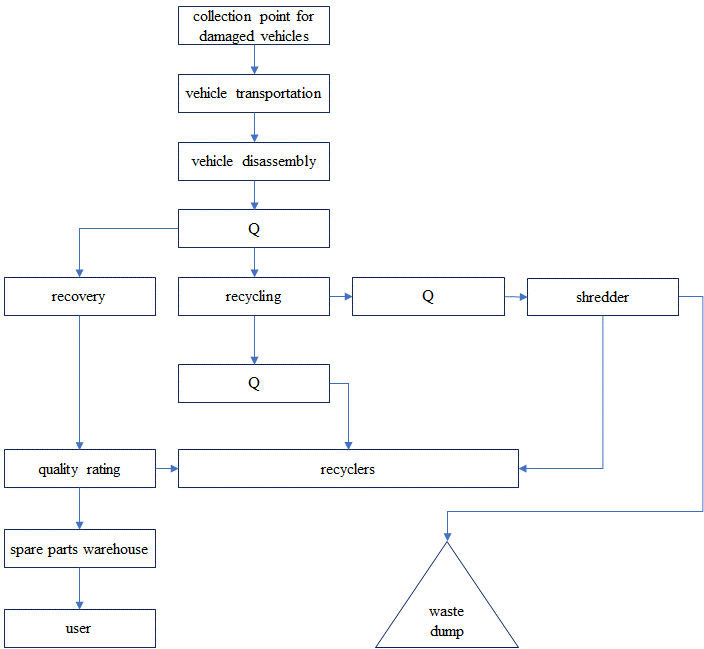 collection point for
damaged vehicles
vehicle transportation
vehicle disassembly
Q
recovery
recycling
Q
shredder
Q
quality rating
recyclers
spare parts warehouse
waste
dump
user